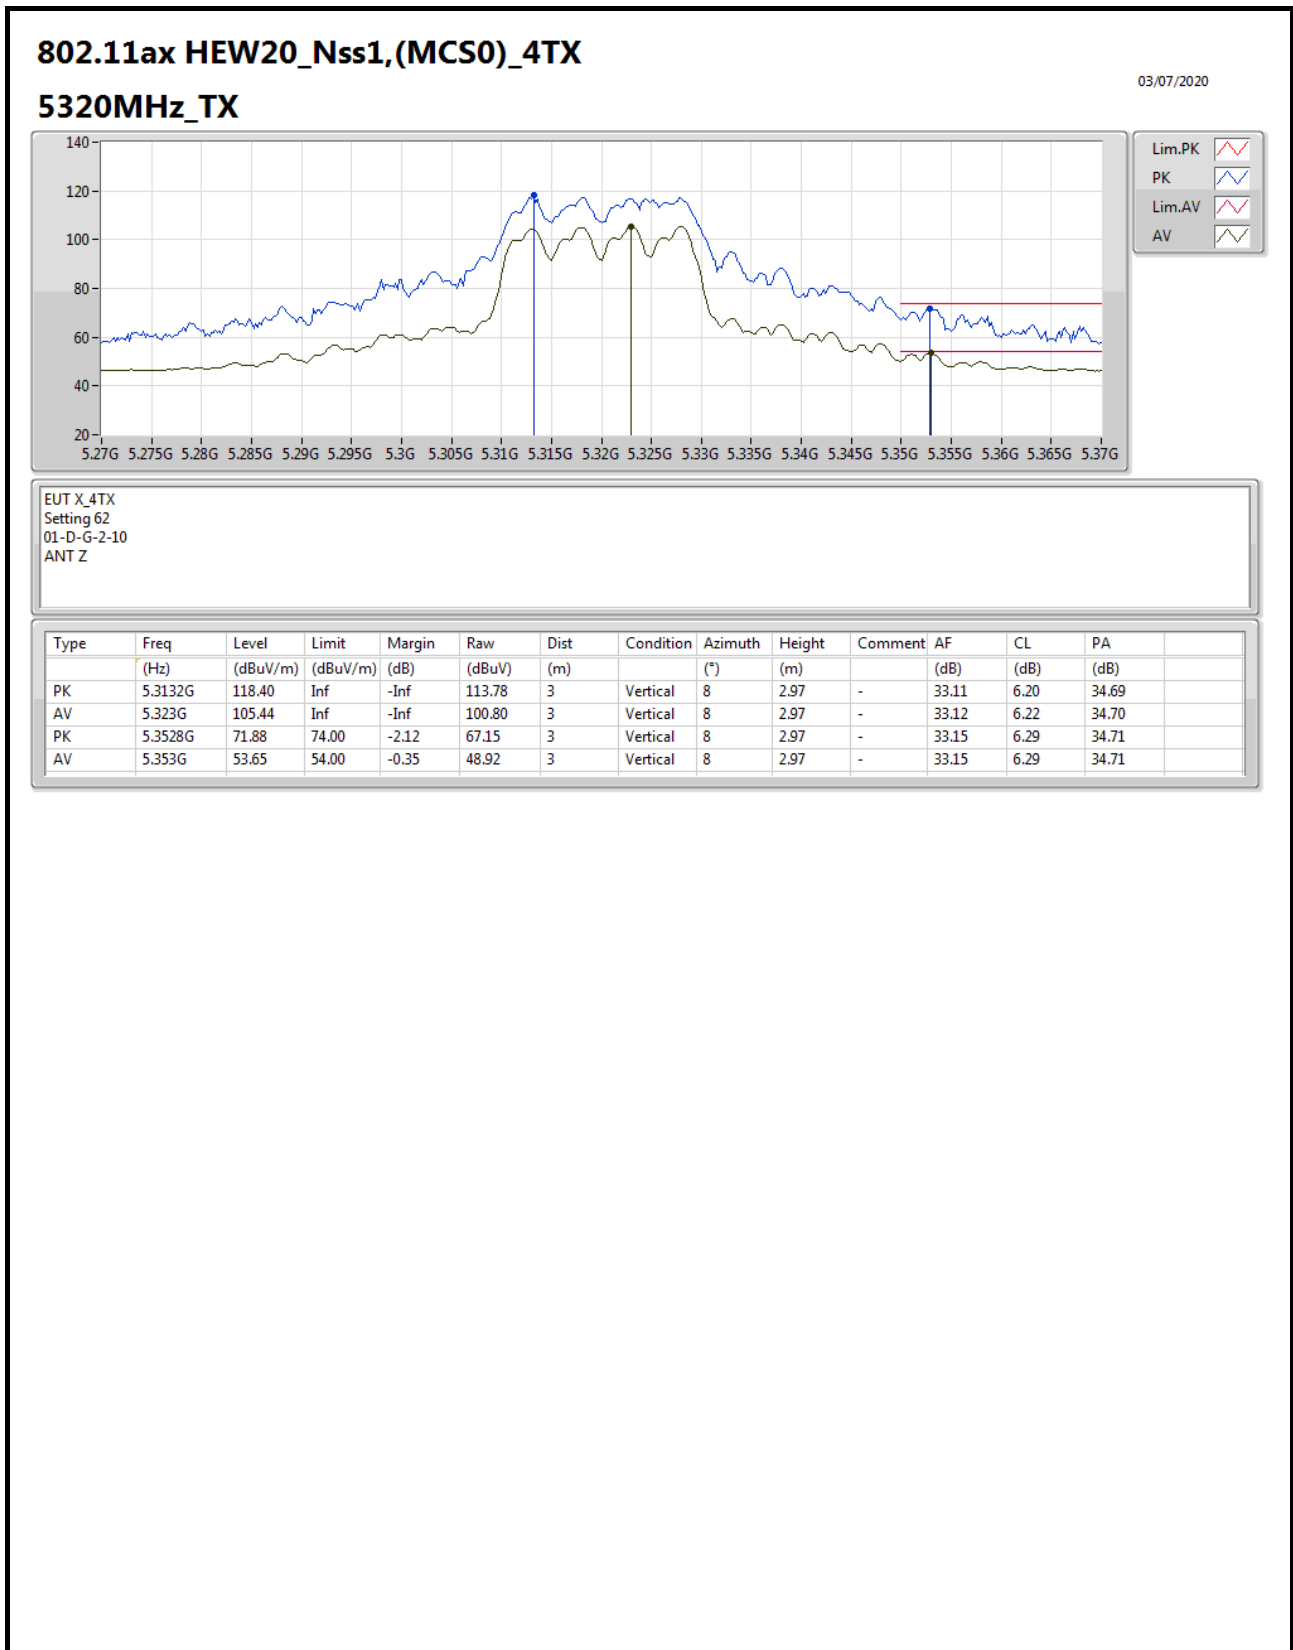 802.11ax HEW20_Nss1,(MCS0)_4TX
03/07/2020
5320MHz_TX
140
120
100
80
60
40
20
5.27G 5.275G 5.28G 5.285G 5.29G 5.295G 5.3G 5.305G 5.31G 5.315G 5.32G 5.325G 5.33G 5.335G 5.34G 5.345G 5.35G 5.355G 5.36G 5.365G 5.37G
Lim.PK
PK
Lim.AV
AV
EUT X_4TX
Setting 62
01-D-G-2-10
ANT Z
Type Freq Level Limit Margin Raw Dist Condition Azimuth Height Comment AF CL PA
(Hz) (dBuV/m) (dBuV/m) (dB) (dBuV) (m) (°) (m) (dB) (dB) (dB)
PK 5.3132G 118.40 Inf -Inf 113.78 3 Vertical 8 2.97 - 33.11 6.20 34.69
AV 5.323G 105.44 Inf -Inf 100.80 3 Vertical 8 2.97 - 33.12 6.22 34.70
PK 5.3528G 71.88 74.00 -2.12 67.15 3 Vertical 8 2.97 - 33.15 6.29 34.71
AV 5.353G 53.65 54.00 -0.35 48.92 3 Vertical 8 2.97 - 33.15 6.29 34.71